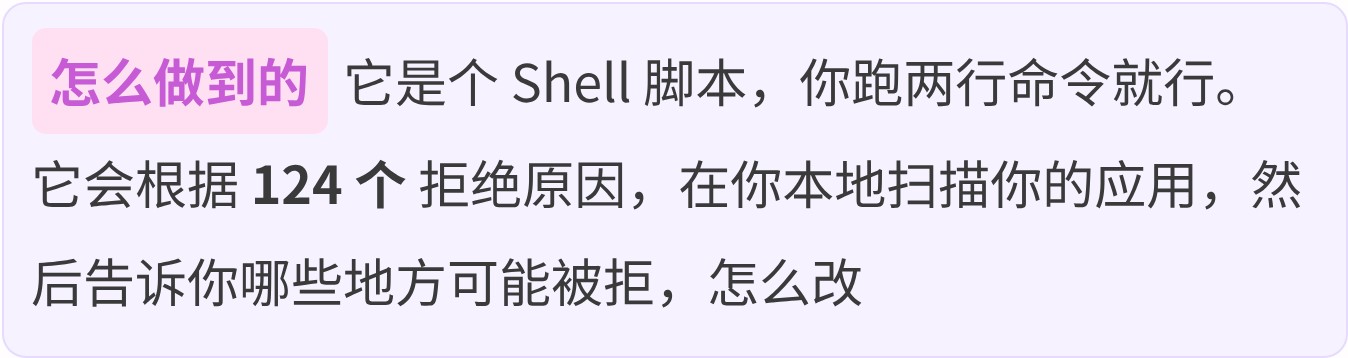 怎么做到的 它是个 Shell 脚本，你跑两行命令就行。
它会根据 124 个 拒绝原因，在你本地扫描你的应用，然
后告诉你哪些地方可能被拒，怎么改